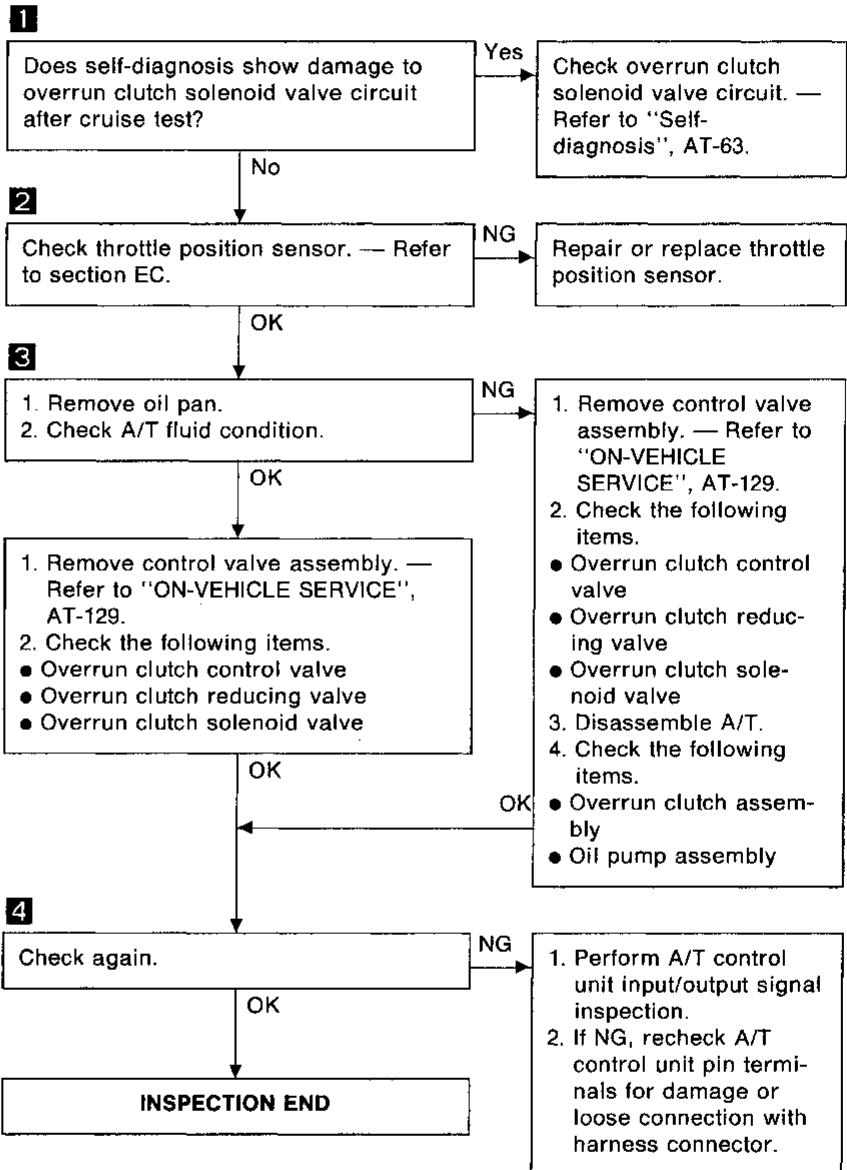 1
Does self-diagnosis show damage to
overrun clutch solenoid valve circuit
after cruise test?
Yes
Check overrun clutch
solenoid valve circuit. —
Refer to "Self-
diagnosis", AT-63.
No
2
Check throttle position sensor. — Refer
to section EC.
NG
Repair or replace throttle
position sensor.
OK
3
1. Remove oil pan.
2. Check A/T fluid condition.
NG
1. Remove control valve
assembly. — Refer to
"ON-VEHICLE
SERVICE", AT-129.
2. Check the following
items.
● Overrun clutch control
valve
● Overrun clutch reduc-
ing valve
● Overrun clutch sole-
noid valve
3. Disassemble A/T.
4. Check the following
items.
● Overrun clutch assem-
bly
● Oil pump assembly
OK
1. Remove control valve assembly. —
Refer to "ON-VEHICLE SERVICE",
AT-129.
2. Check the following items.
● Overrun clutch control valve
● Overrun clutch reducing valve
● Overrun clutch solenoid valve
OK
OK
4
Check again.
NG
1. Perform A/T control
unit input/output signal
inspection.
2. If NG, recheck A/T
control unit pin termi-
nals for damage or
loose connection with
harness connector.
OK
INSPECTION END